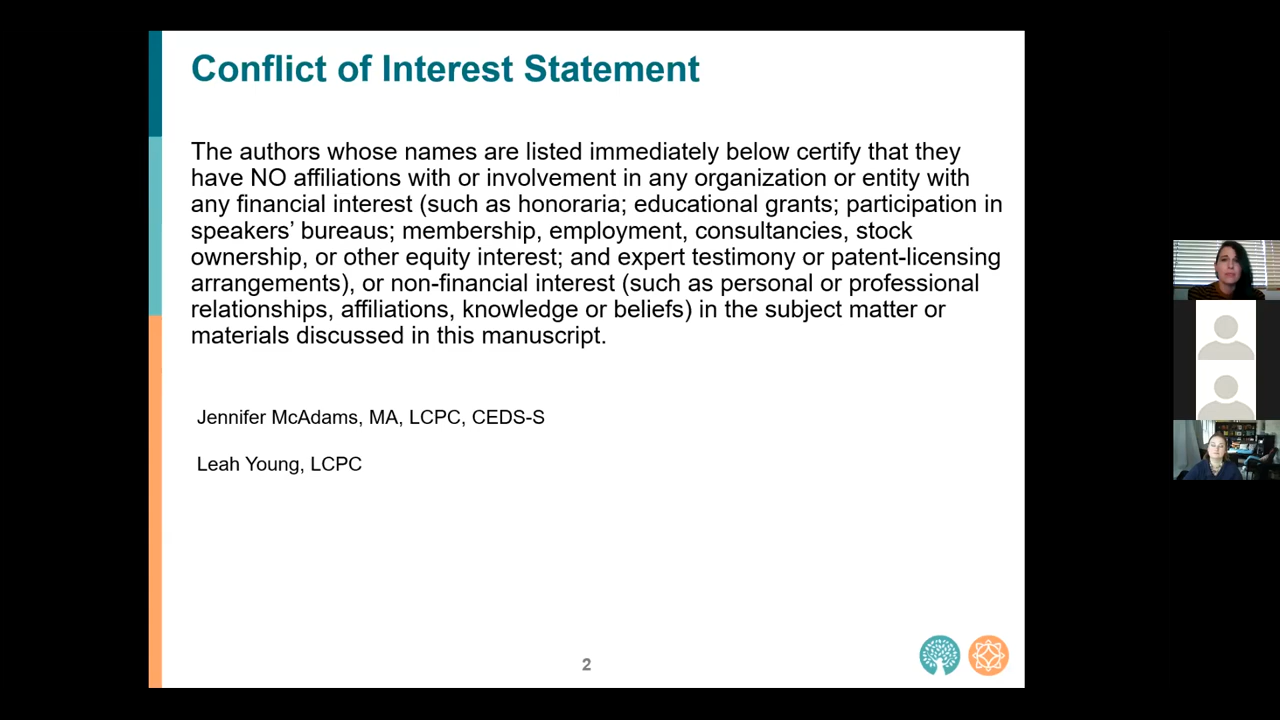 Conflict of Interest Statement
The authors whose names are listed immediately below certify that they
have NO affiliations with or involvement in any organization or entity with
any financial interest (such as honoraria; educational grants; participation in
speakers’ bureaus; membership, employment, consultancies, stock
ownership, or other equity interest; and expert testimony or patent-licensing
arrangements), or non-financial interest (such as personal or professional
relationships, affiliations, knowledge or beliefs) in the subject matter or
materials discussed in this manuscript.
Jennifer McAdams, MA, LCPC, CEDS-S
Leah Young, LCPC
2